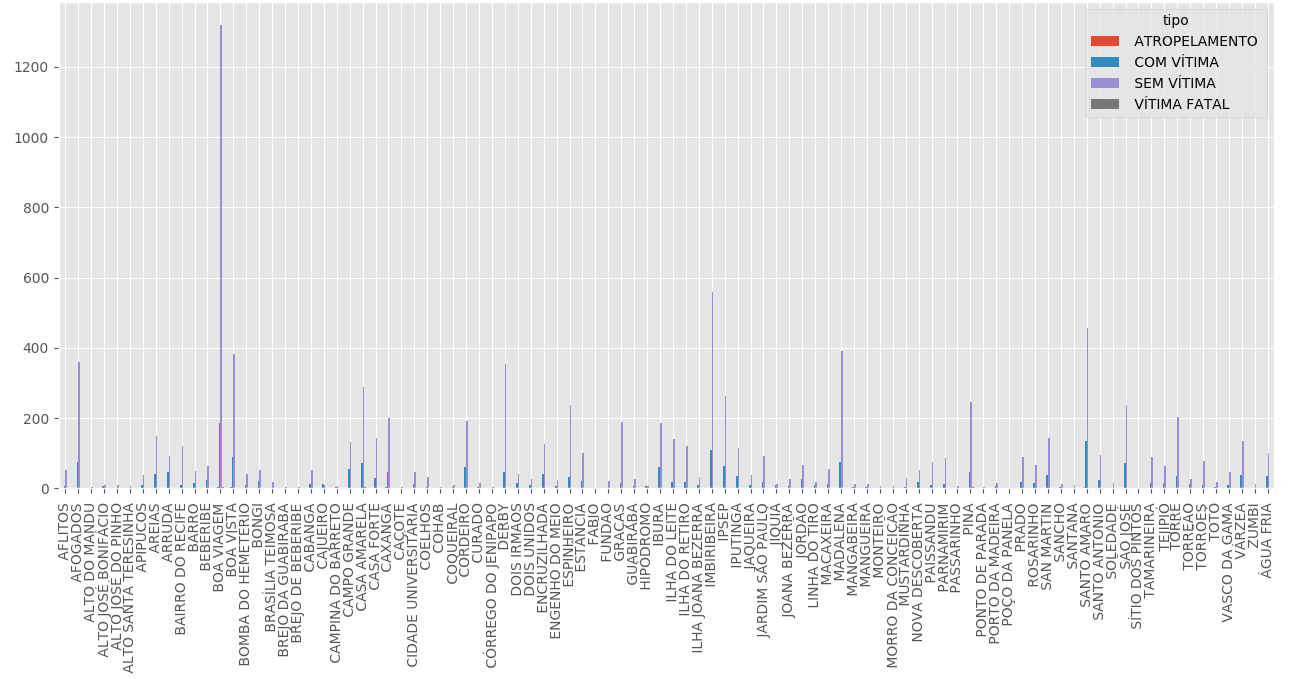 tipo
ATROPELAMENTO
COM VÍTIMA
SEM VÍTIMA
VÍTIMA FATAL
1200
1000
800
600
400
200
0
AFLITOS
AFOGADOS
ALTO DO MANDU
ALTO JOSÉ BONIFÁCIO
ALTO JOSÉ DO PINHO
ALTO SANTA TERSINHA
APIPUCOS
AREIAS
ARRUDA
BAIRRO DO RECIFE
BARRO
BEBERIBE
BOA VIAGEM
BOA VISTA
BOMBA DO HEMETERIO
BONGI
BRASÍLIA TEIMOSA
BREJO DA GUABIRABA
BREJO DE BEBERIBE
CABANGA
CAJUEIRO
CAMPINA DO BARRETO
CAMPO GRANDE
CASA AMARELA
CASA FORTE
CAXANGÁ
CAÇOTE
CIDADE UNIVERSITÁRIA
COELHOS
COHAB
COQUEIRAL
CORDEIRO
CURADO
CÓRREGO DO JENIPAPO
DERBY
DOIS IRMÃOS
DOIS UNIDOS
ENCRUZILHADA
ENGENHO DO MEIO
ESPINHEIRO
ESTÂNCIA
FABJO
FUNDÃO
GRAÇAS
GUABIRABA
HIPÓDROMO
IBURA
ILHA DO LEITE
ILHA DO RETIRO
ILHA JOANA BEZERRA
IMBIRIBEIRA
IPSEP
IPUTINGA
JAQUEIRA
JARDIM SÃO PAULO
JIQUIÁ
JOANA BEZERRA
JORDÃO
LINHA DO TIRO
MACAXEIRA
MADALENA
MANGABEIRA
MANGUEIRA
MONTEIRO
MORRO DA CONCEIÇÃO
MUSTARDINHA
NOVA DESCOBERTA
PAISSANDU
PARNAMIRIM
PASSARINHO
PINA
PONTO DE PARADA
PORTO DA MADEIRA
POÇO DA PANELA
PRADO
ROSARINHO
SAN MARTIN
SANCHO
SANTANA
SANTO AMARO
SANTO ANTONIO
SOLEDADE
SÃO JOSÉ
SÍTIO DOS PINTOS
TAMARINEIRA
TEJIPIÓ
TORRE
TORREÃO
TORRÕES
TOTÓ
VASCO DA GAMA
VÁRZEA
ZUMBI
ÁGUA FRIA